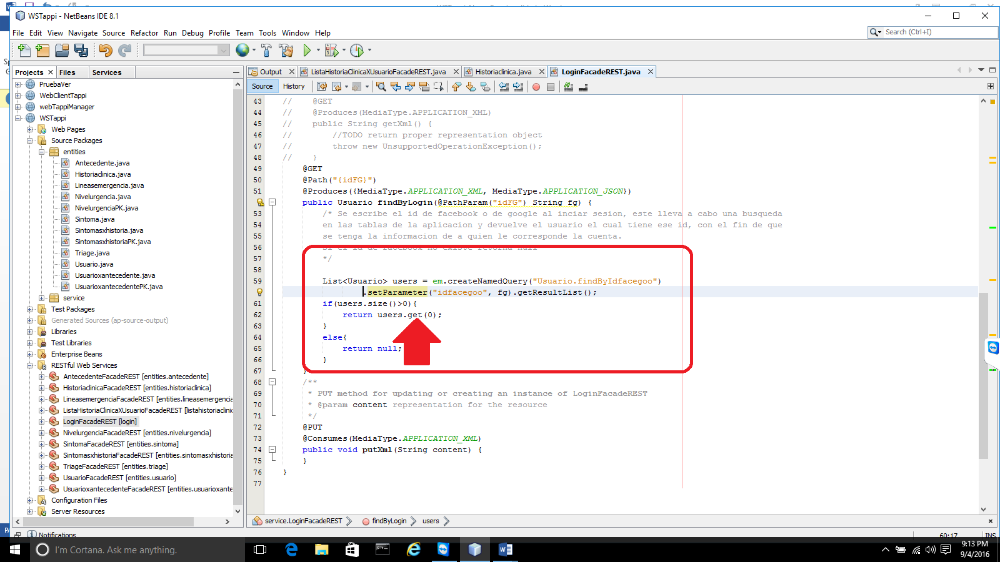 WSTappi - NetBeans IDE 8.1
File Edit View Navigate Source Refactor Run Debug Profile Team Tools Window Help
Search (Ctrl+I)
Projects Files Services
Output ListaHistoriaClinicaXUsuarioFacadeREST.java Historiaclinica.java LoginFacadeREST.java
Source History
PruebaVer
WebClientTappi
webTappiManager
WSTappi
Web Pages
Source Packages
entities
Antecedente.java
Historiaclinica.java
Lineasemergencia.java
Nivelurgencia.java
NivelurgenciaPK.java
Sintoma.java
Sintomasxhistoria.java
SintomasxhistoriaPK.java
Triage.java
Usuario.java
Usuarioxantecedente.java
UsuarioxantecedentePK.java
service
Test Packages
Generated Sources (ap-source-output)
Libraries
Test Libraries
Enterprise Beans
RESTful Web Services
AntecedenteFacadeREST [entities.antecedente]
HistoriaclinicaFacadeREST [entities.historiaclinica]
LineasemergenciaFacadeREST [entities.lineasemergencia
ListaHistoriaClinicaXUsuarioFacadeREST [listahistoriaclinic
LoginFacadeREST [login]
NivelurgenciaFacadeREST [entities.nivelurgencia]
SintomaFacadeREST [entities.sintoma]
SintomasxhistoriaFacadeREST [entities.sintomasxhistoria
TriageFacadeREST [entities.triage]
UsuarioFacadeREST [entities.usuario]
UsuarioxantecedenteFacadeREST [entities.usuarioxante
Configuration Files
Server Resources
43 // @GET
44 // @Produces(MediaType.APPLICATION_XML)
45 // public String getXml() {
46 // //TODO return proper representation object
47 // throw new UnsupportedOperationException();
48 // }
49 @GET
50 @Path("{idFG}")
51 @Produces({MediaType.APPLICATION_XML, MediaType.APPLICATION_JSON})
public Usuario findByLogin(@PathParam("idFG") String fg) {
53 /* Se escribe el id de facebook o de google al inciar sesion, este lleva a cabo una busqueda
54 en las tablas de la aplicacion y devuelve el usuario el cual tiene ese id, con el fin de que
55 se tenga la informacion de a quien le corresponde la cuenta.
56 Si el id de facebook no existe retorna null
57 */
58
59 List<Usuario> users = em.createNamedQuery("Usuario.findByIdfacegoo")
.setParameter("idfacegoo", fg).getResultList();
61 if(users.size()>0){
62 return users.get(0);
63 }
64 else{
65 return null;
66 }
67 }
68 /**
69 * PUT method for updating or creating an instance of LoginFacadeREST
70 * @param content representation for the resource
71 */
72 @PUT
73 @Consumes(MediaType.APPLICATION_XML)
74 public void putXml(String content) {
75 }
76 }
77
service.LoginFacadeREST findByLogin users
Notifications
60:17 INS
I'm Cortana. Ask me anything.
9:13 PM
9/4/2016